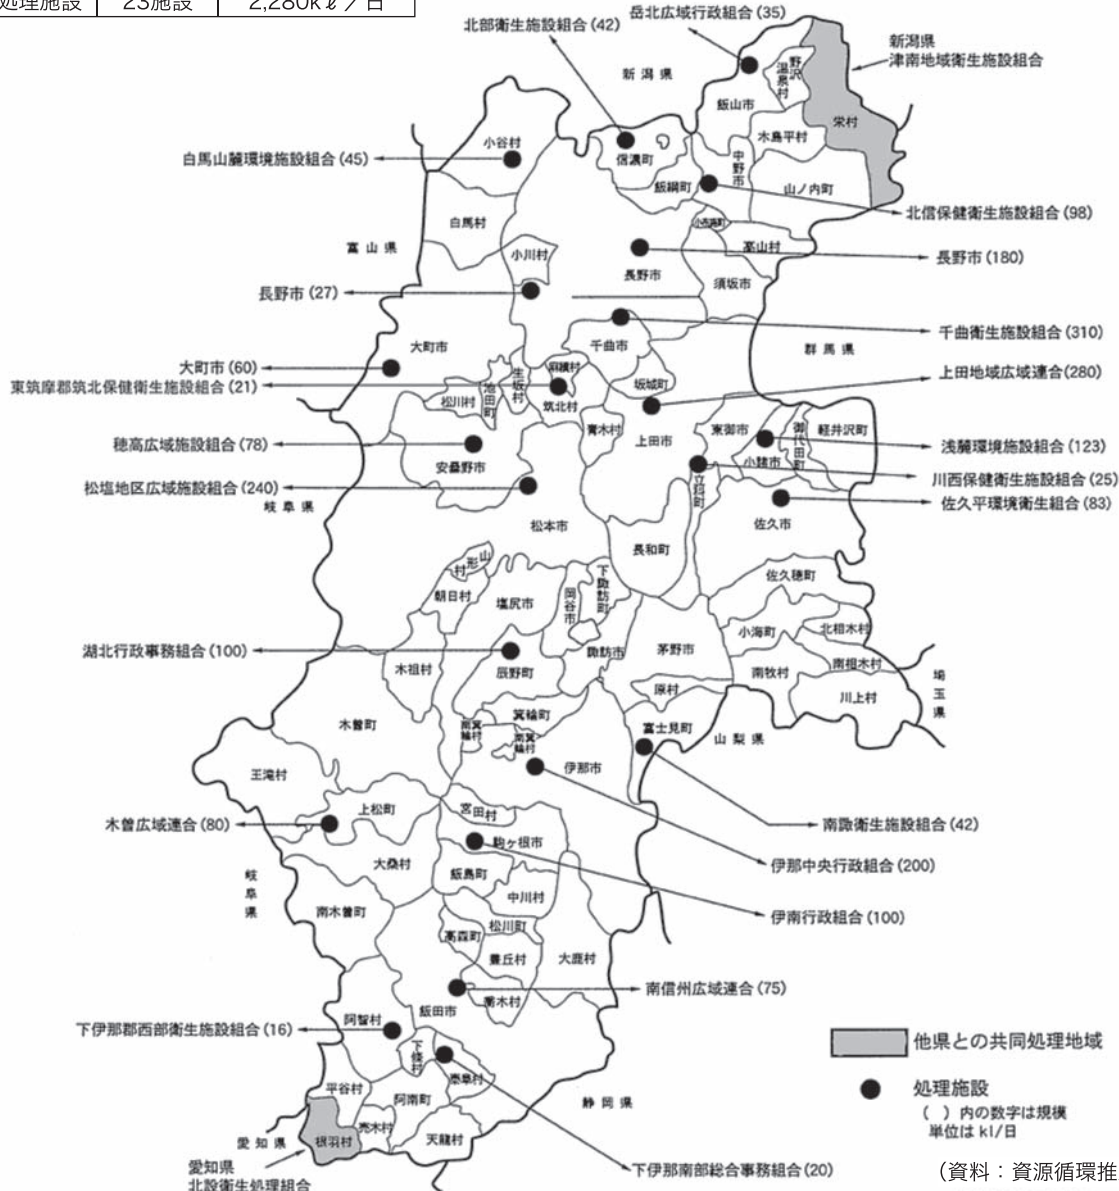 処理施設 23施設 2,280kℓ/日
岳北広域行政組合(35)
北部衛生施設組合(42)
新潟県
津南地域衛生施設組合
新潟県
野沢温泉村
飯山市
栄村
木島平村
小谷村
信濃町
中野市
白馬山麓環境施設組合(45)
飯綱町
山ノ内町
北信保健衛生施設組合(98)
白馬村
小布施町
高山村
富山県
小川村
長野市(180)
長野市
須坂市
長野市(27)
千曲衛生施設組合(310)
大町市
千曲市
群馬県
大町市(60)
麻績村
生坂村
上田地域広域連合(280)
東筑摩郡筑北保健衛生施設組合(21)
池田町
坂城町
松川村
筑北村
青木村
東御市
御代田町
軽井沢町
穂高広域施設組合(78)
上田市
浅麓環境施設組合(123)
安曇野市
小諸市
川西保健衛生施設組合(25)
松塩地区広域施設組合(240)
立科町
佐久平環境衛生組合(83)
岐阜県
松本市
佐久市
長和町
山形村
下諏訪町
佐久穂町
朝日村
塩尻市
岡谷市
小海町
北相木村
湖北行政事務組合(100)
諏訪市
茅野市
木祖村
辰野町
南牧村
南相木村
原村
川上村
埼玉県
木曽町
箕輪町
南箕輪村
南箕輪村
富士見町
山梨県
王滝村
伊那市
上松町
宮田村
木曽広域連合(80)
南諏衛生施設組合(42)
駒ヶ根市
大桑村
伊那中央行政組合(200)
岐阜県
飯島町
中川村
南木曽町
伊南行政組合(100)
松川町
高森町
豊丘村
大鹿村
南信州広域連合(75)
飯田市
喬木村
阿智村
下伊那郡西部衛生施設組合(16)
下條村
泰阜村
平谷村
阿南町
静岡県
売木村
愛知県
根羽村
天龍村
愛知県
北設衛生処理組合
下伊那南部総合事務組合(20)
他県との共同処理地域
処理施設
( )内の数字は規模
単位はkl/日
(資料:資源循環推